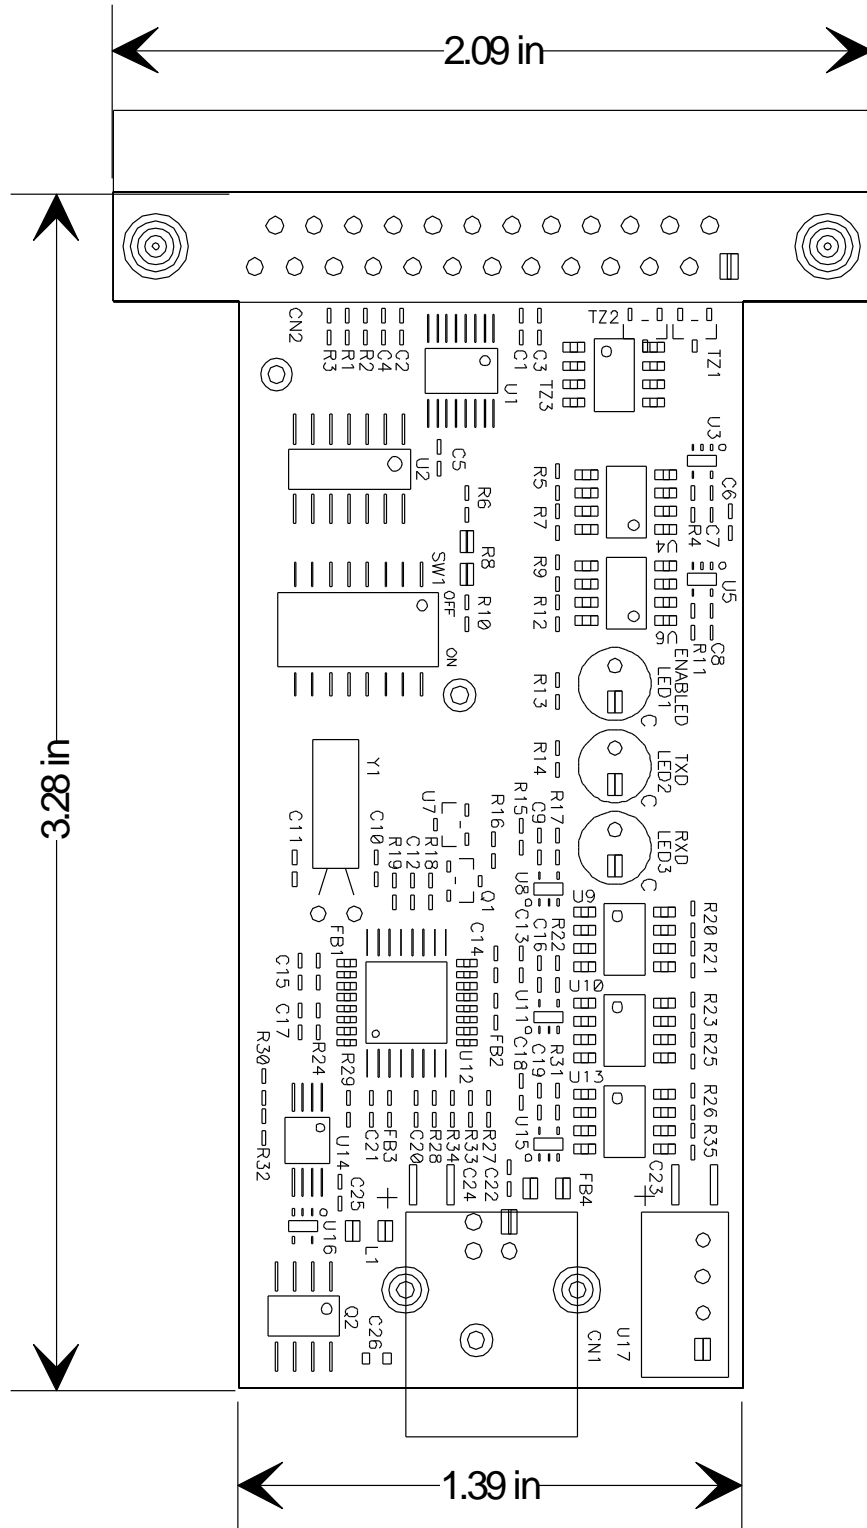 2.09 in
CN2
R3
R1
R2
C4
C2
U1
C1
C3
TZ3
TZ2
TZ1
U2
C5
R6
R5
R7
U3
C6
R4
C7
U4
R8
SW1
OFF
ON
R10
R9
R12
U5
U6
R11
C8
ENABLED
LED1
C
R13
3.28 in
Y1
R14
TXD
LED2
C
C11
C10
R19
C12
R18
U7
R16
R15
C9
R17
RXD
LED3
C
Q1
U8
U9
FB1
C14
C13
C16
R22
R20
R21
C15
C17
R24
R29
U12
FB2
U11
U10
R23
R25
R30
R32
C18
C19
R31
U13
U14
C21
FB3
C20
R28
R34
R33
R27
U15
R26
R35
C25
C24
C22
FB4
C23
U16
L1
Q2
C26
CN1
U17
1.39 in